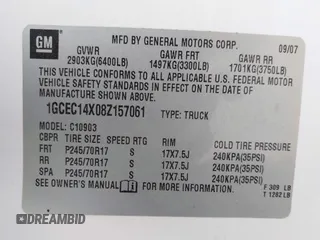 GM
MFD BY GENERAL MOTORS CORP.
09/07
GVWR GAWR FRT GAWR RR
2903KG(6400LB) 1497KG(3300LB) 1701KG(3750LB)
THIS VEHICLE CONFORMS TO ALL APPLICABLE U.S. FEDERAL MOTOR
VEHICLE SAFETY STANDARDS IN EFFECT ON THE DATE OF
MANUFACTURE SHOWN ABOVE.
1GCEC14X08Z157061 TYPE: TRUCK
MODEL: C10903
CBPR TIRE SIZE SPEED RTG RIM COLD TIRE PRESSURE
FRT P245/70R17 S 17X7.5J 240KPA(35PSI)
RR P245/70R17 S 17X7.5J 240KPA(35PSI)
SPA P245/70R17 S 17X7.5J 240KPA(35PSI)
SEE OWNER'S MANUAL FOR ADDITIONAL INFORMATION
F 309 LB
T 1282 LB
RDREAMBID